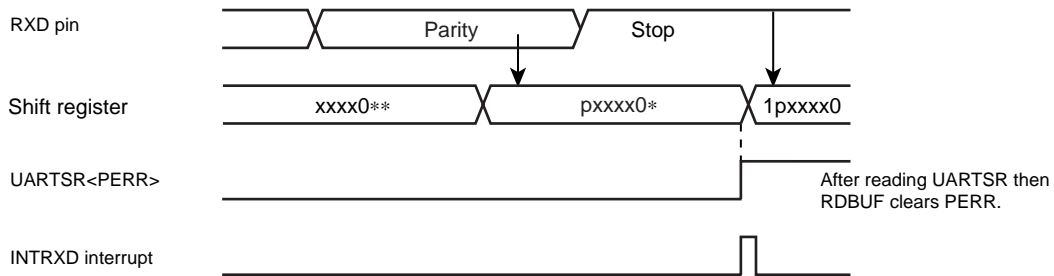 RXD pin
Parity
Stop
Shift register
xxxx0**
pxxxx0*
1pxxxx0
UARTSR<PERR>
After reading UARTSR then
RDBUF clears PERR.
INTRXD interrupt